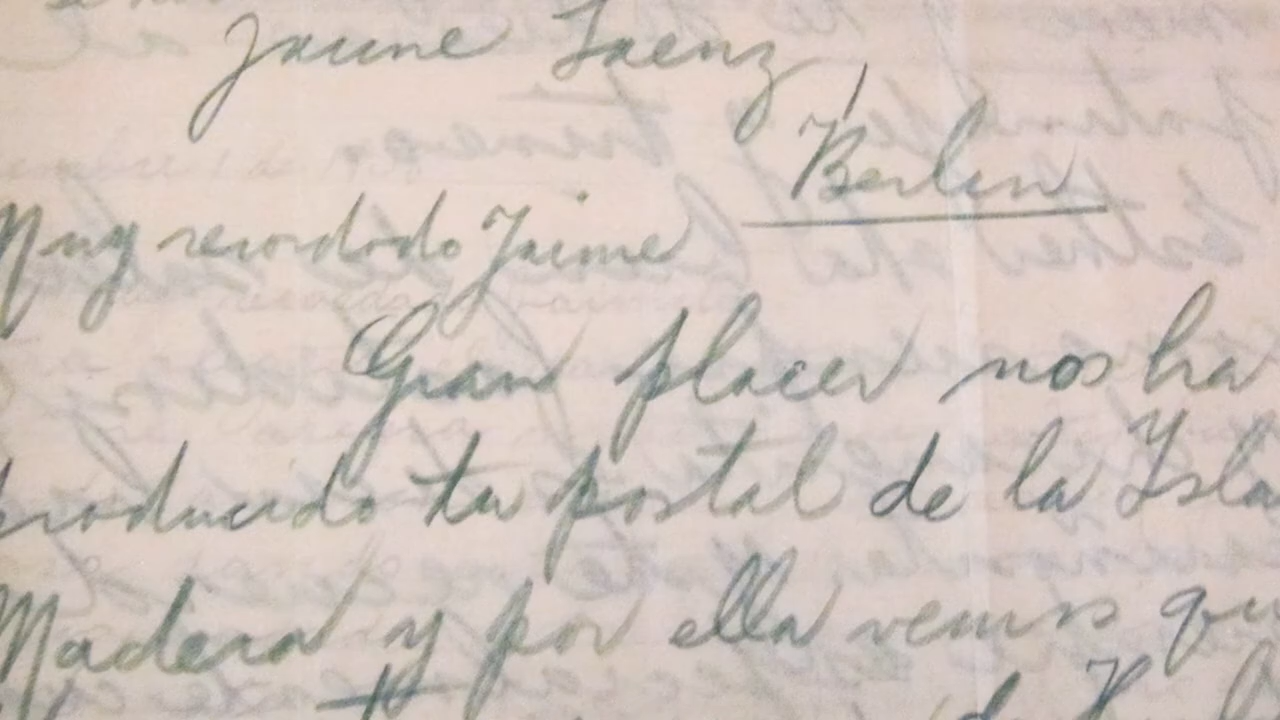 Jaime Saenz
Berlin
Muy recordado Jaime
Gran placer nos ha
producido tu postal de la Isla
Madera y por ella vemos qu